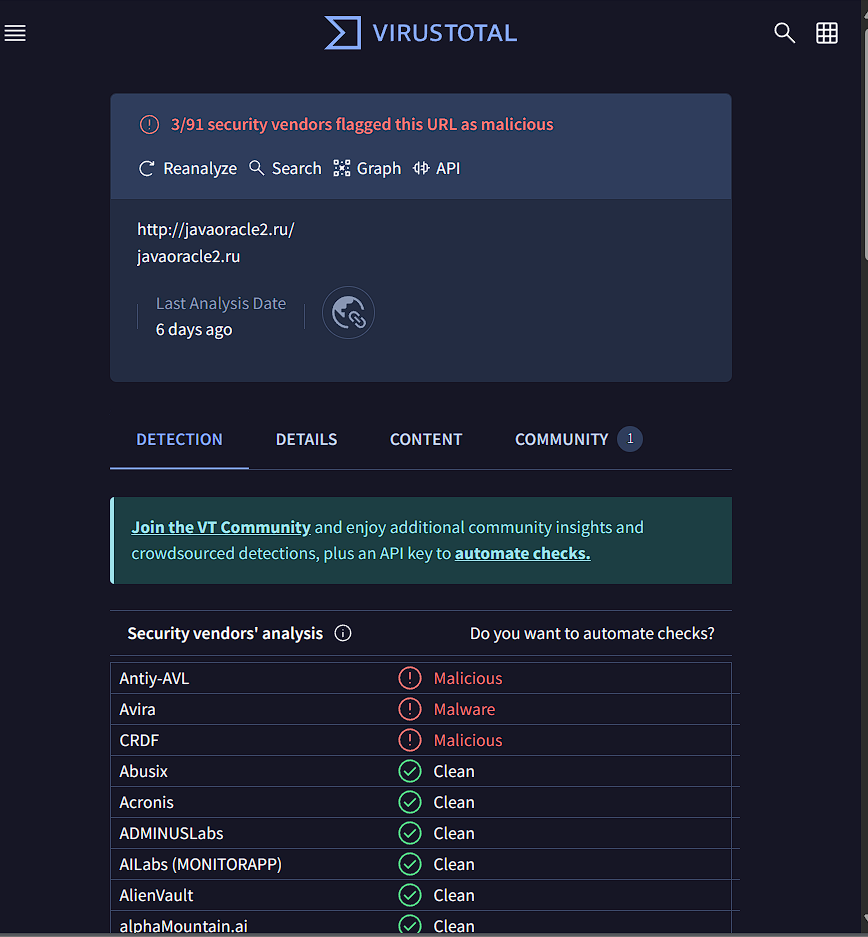 VIRUSTOTAL
3/91 security vendors flagged this URL as malicious
Reanalyze Search Graph API
http://javaoracle2.ru/
javaoracle2.ru
Last Analysis Date
6 days ago
DETECTION DETAILS CONTENT COMMUNITY 1
Join the VT Community and enjoy additional community insights and
crowdsourced detections, plus an API key to automate checks.
Security vendors' analysis Do you want to automate checks?
Antiy-AVL Malicious
Avira Malware
CRDF Malicious
Abusix Clean
Acronis Clean
ADMINUSLabs Clean
AILabs (MONITORAPP) Clean
AlienVault Clean
alphaMountain.ai Clean